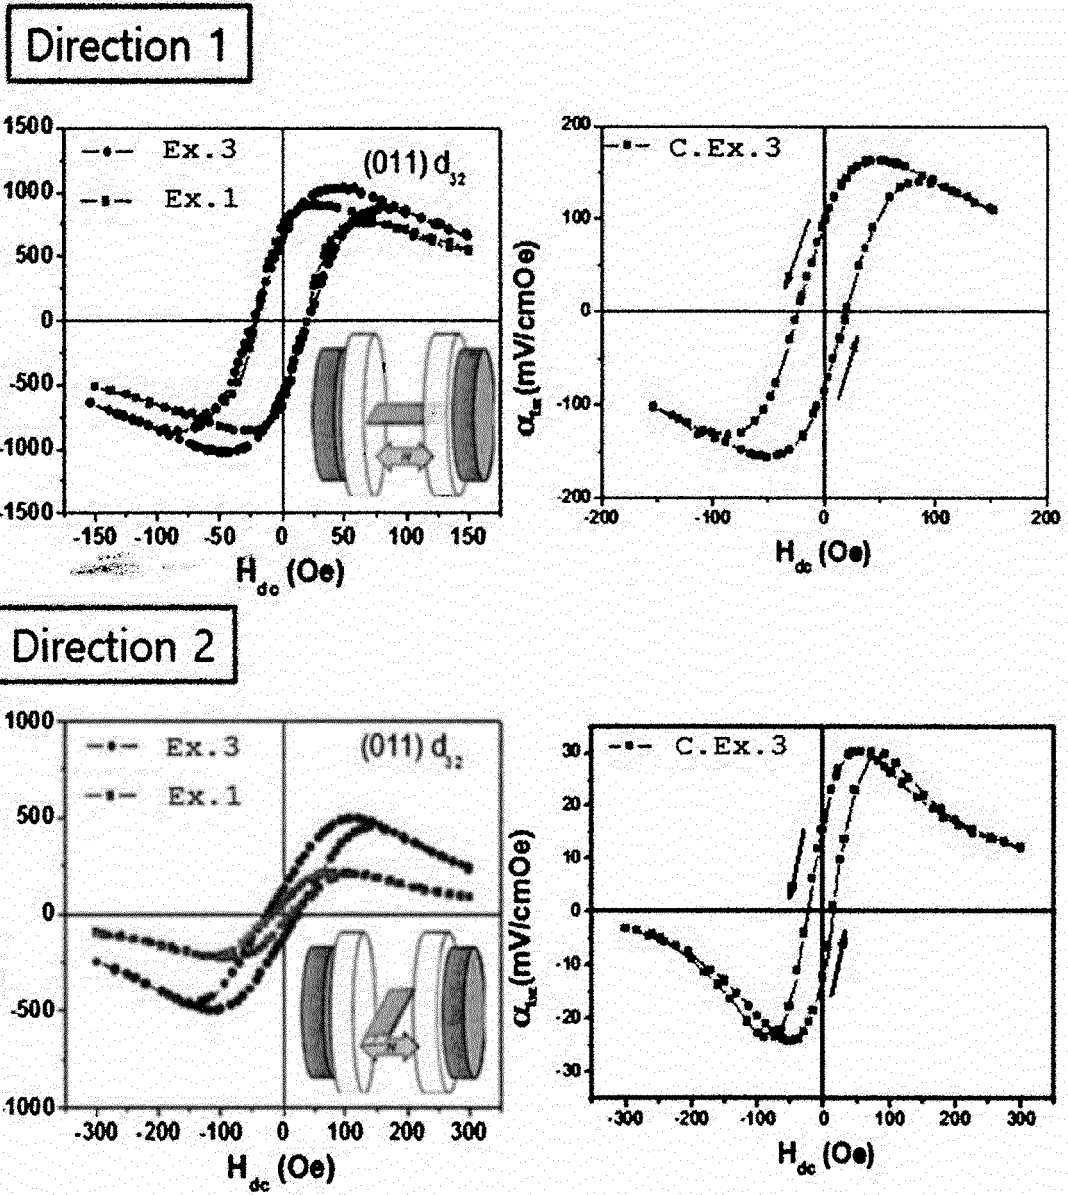 Direction 1
1500
1000
500
0
-500
-1000
-1500
Ex.3
Ex.1
(011) d32
-150 -100 -50 0 50 100 150
Hdc (Oe)
αME (mV/cmOe)
200
100
0
-100
-200
C.Ex.3
-200 -100 0 100 200
Hdc (Oe)
Direction 2
1000
500
0
-500
-1000
Ex.3
Ex.1
(011) d32
-300 -200 -100 0 100 200 300
Hdc (Oe)
αME (mV/cmOe)
30
20
10
0
-10
-20
-30
C.Ex.3
-300 -200 -100 0 100 200 300
Hdc (Oe)